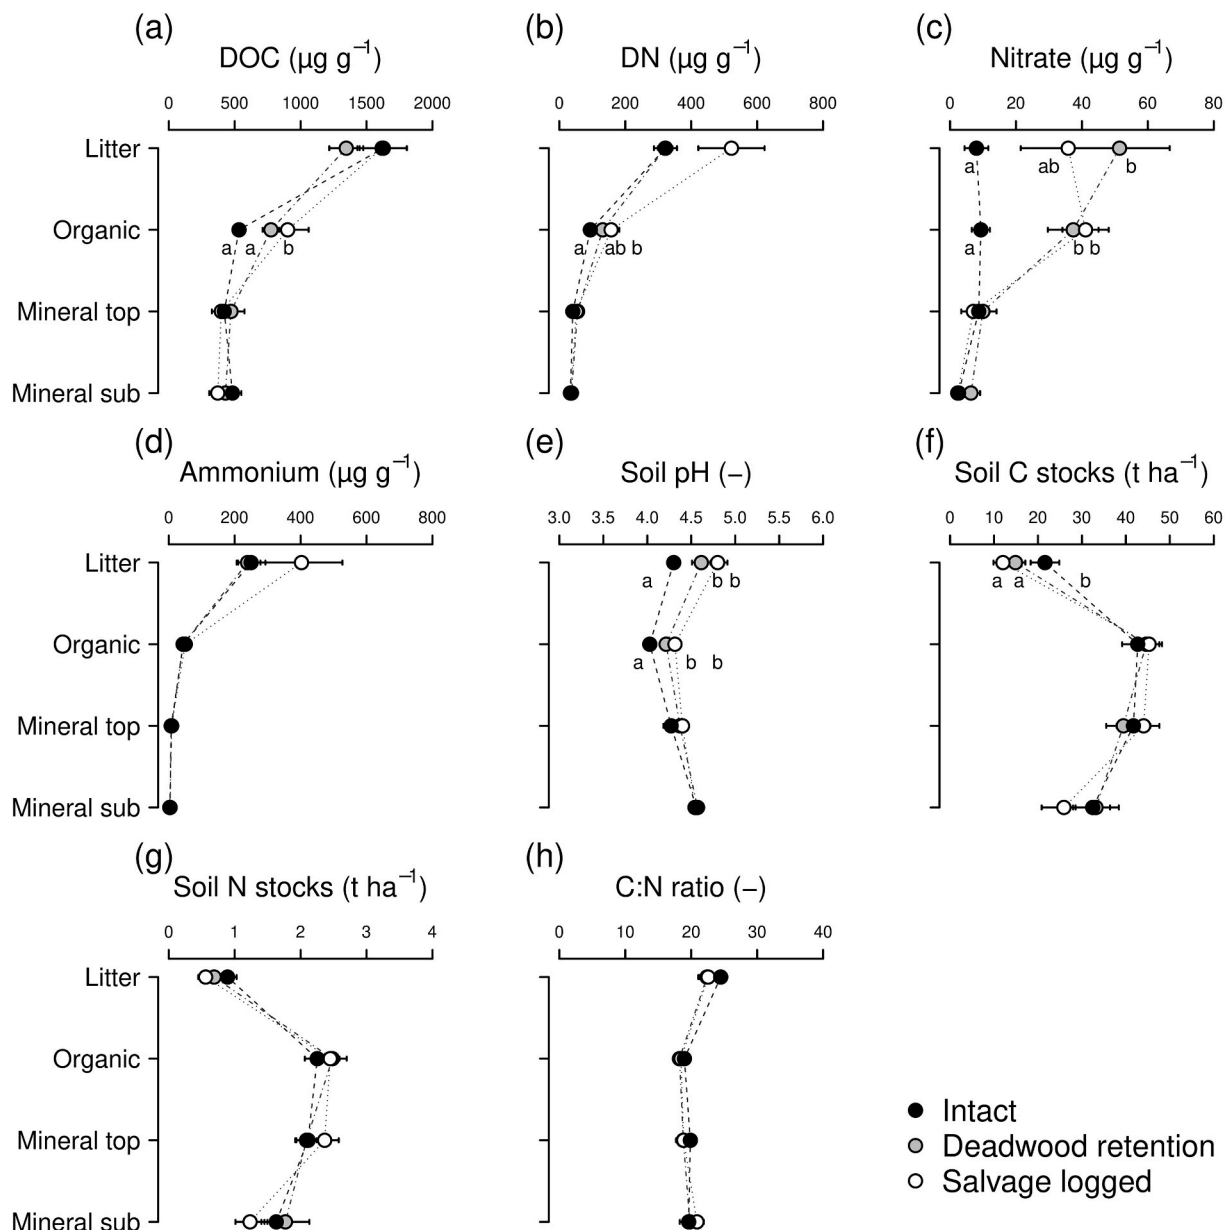 (a) (b) (c)
DOC (µg g⁻¹) DN (µg g⁻¹) Nitrate (µg g⁻¹)
0 500 1000 1500 2000 0 200 400 600 800 0 20 40 60 80
Litter
a ab b
Organic
a a b a ab b a b b
Mineral top
Mineral sub
(d) (e) (f)
Ammonium (µg g⁻¹) Soil pH (−) Soil C stocks (t ha⁻¹)
0 200 400 600 800 3.0 3.5 4.0 4.5 5.0 5.5 6.0 0 10 20 30 40 50 60
Litter
a b b a a b
Organic
a b b
Mineral top
Mineral sub
(g) (h)
Soil N stocks (t ha⁻¹) C:N ratio (−)
0 1 2 3 4 0 10 20 30 40
Litter
Organic
Intact
Mineral top
Deadwood retention
Salvage logged
Mineral sub